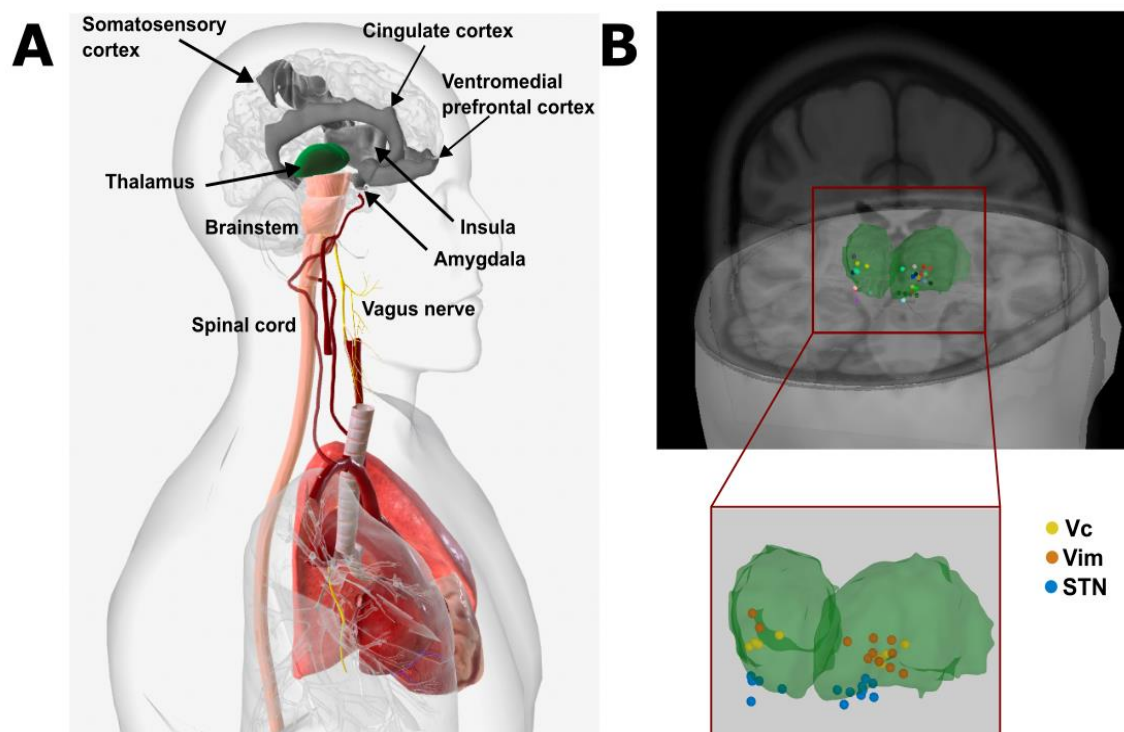 A
Somatosensory
cortex
Cingulate cortex
Ventromedial
prefrontal cortex
Thalamus
Brainstem
Insula
Amygdala
Vagus nerve
Spinal cord
B
Vc
Vim
STN